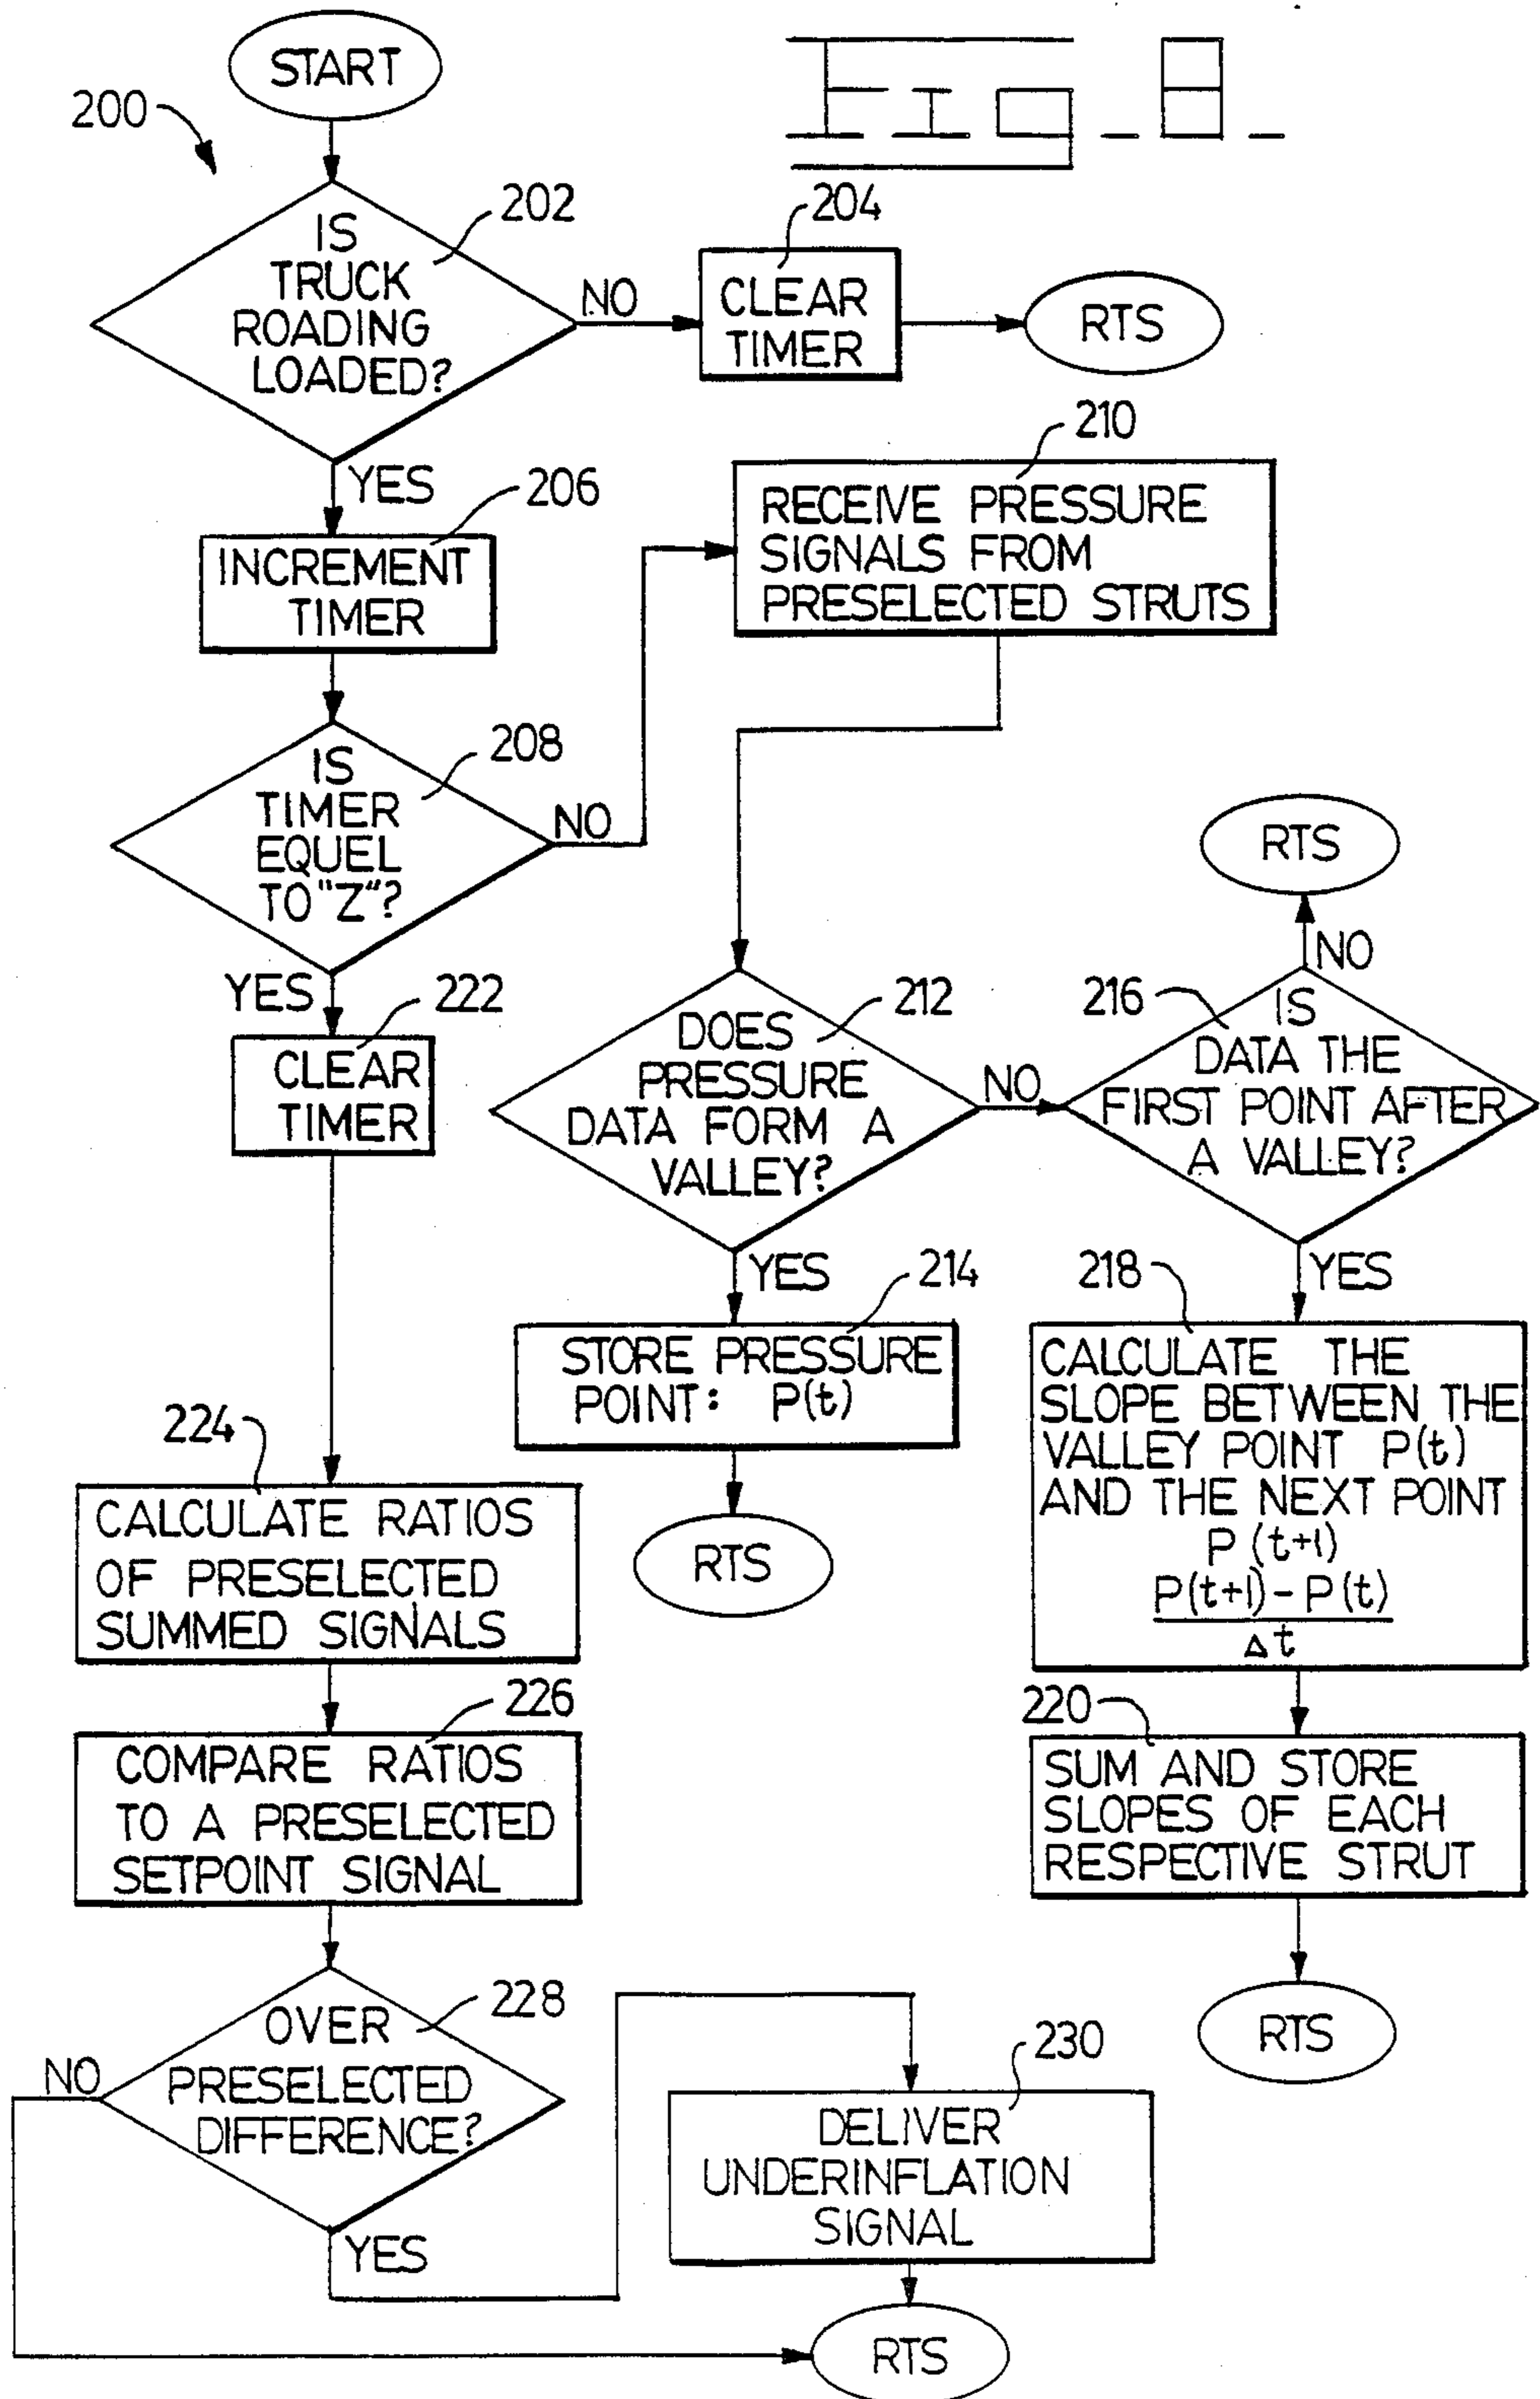 START
FIG_8_
200
202
IS
TRUCK
ROADING
LOADED?
NO
204
CLEAR
TIMER
RTS
YES
206
INCREMENT
TIMER
210
RECEIVE PRESSURE
SIGNALS FROM
PRESELECTED STRUTS
208
IS
TIMER
EQUEL
TO "Z"?
NO
YES
222
CLEAR
TIMER
212
DOES
PRESSURE
DATA FORM A
VALLEY?
NO
RTS
NO
216
IS
DATA THE
FIRST POINT AFTER
A VALLEY?
YES
214
STORE PRESSURE
POINT: P(t)
RTS
YES
218
CALCULATE THE
SLOPE BETWEEN THE
VALLEY POINT P(t)
AND THE NEXT POINT
P (t+1)
P(t+1) - P(t)
Δt
220
SUM AND STORE
SLOPES OF EACH
RESPECTIVE STRUT
RTS
224
CALCULATE RATIOS
OF PRESELECTED
SUMMED SIGNALS
226
COMPARE RATIOS
TO A PRESELECTED
SETPOINT SIGNAL
228
OVER
PRESELECTED
DIFFERENCE?
NO
YES
230
DELIVER
UNDERINFLATION
SIGNAL
RTS